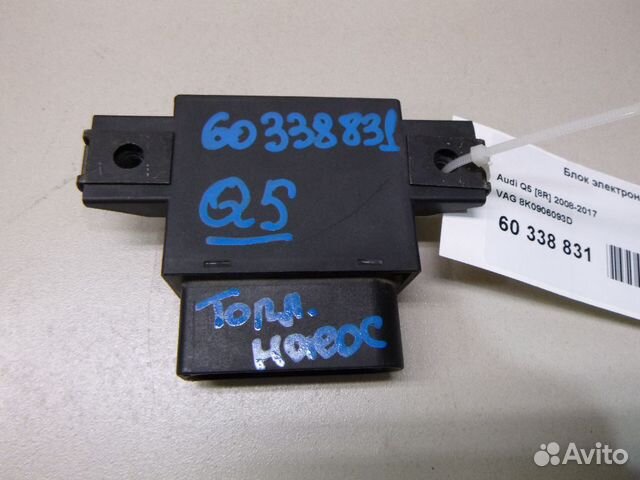 60338831
Q5
Топл.
насос
Блок электрон
Audi Q5 [8R] 2008-2017
VAG 8K0906093D
60 338 831
Avito